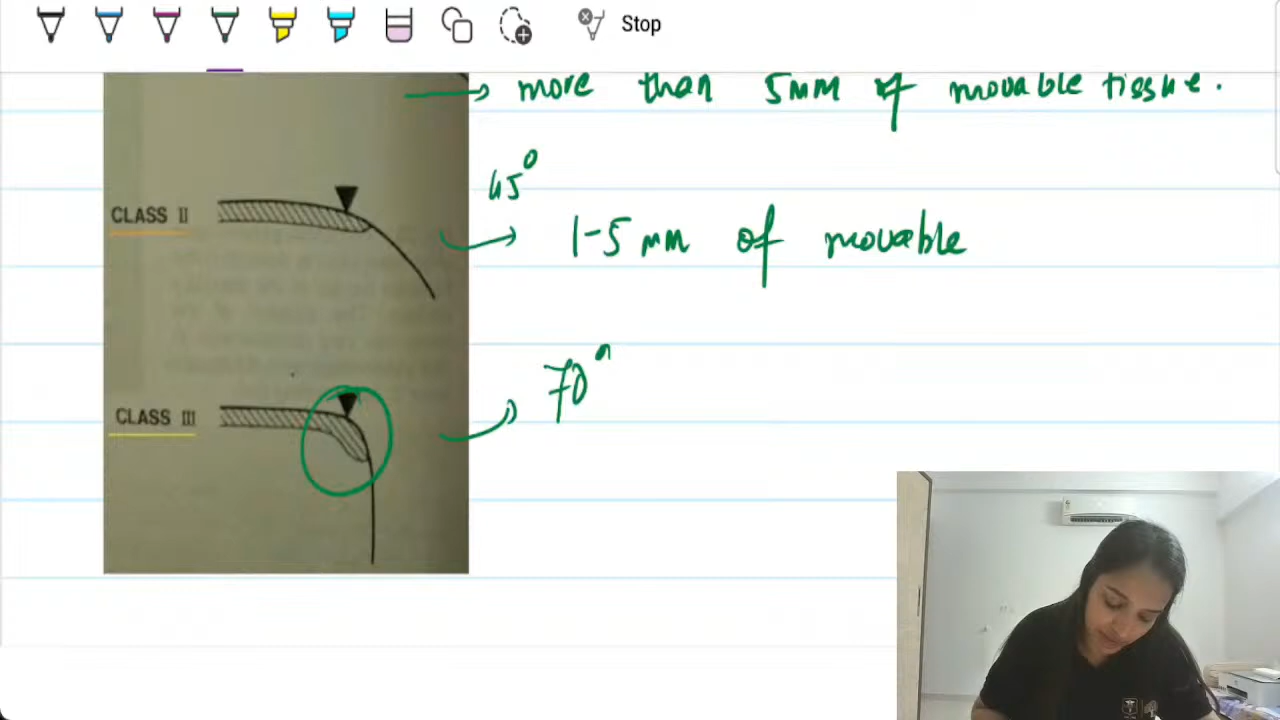 Stop
more than 5mm of movable tissue.
45°
CLASS II
1-5 mm of movable
70°
CLASS III